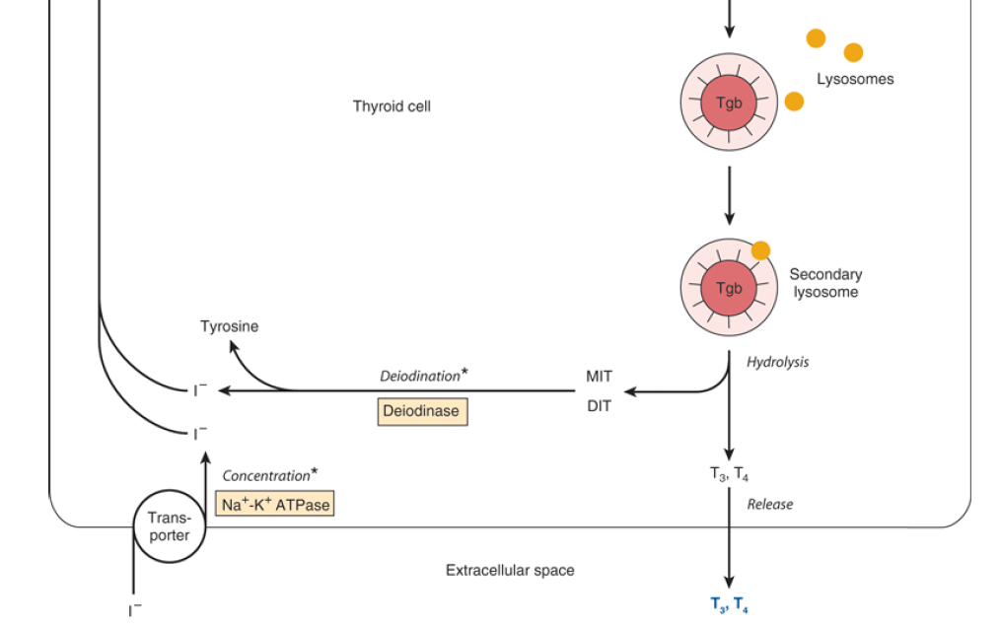 Lysosomes
Tgb
Thyroid cell
Tgb
Secondary
lysosome
Tyrosine
Hydrolysis
Deiodination*
MIT
I⁻
Deiodinase
DIT
I⁻
Concentration*
T₃, T₄
Na⁺-K⁺ ATPase
Release
Trans-
porter
Extracellular space
I⁻
T₃, T₄